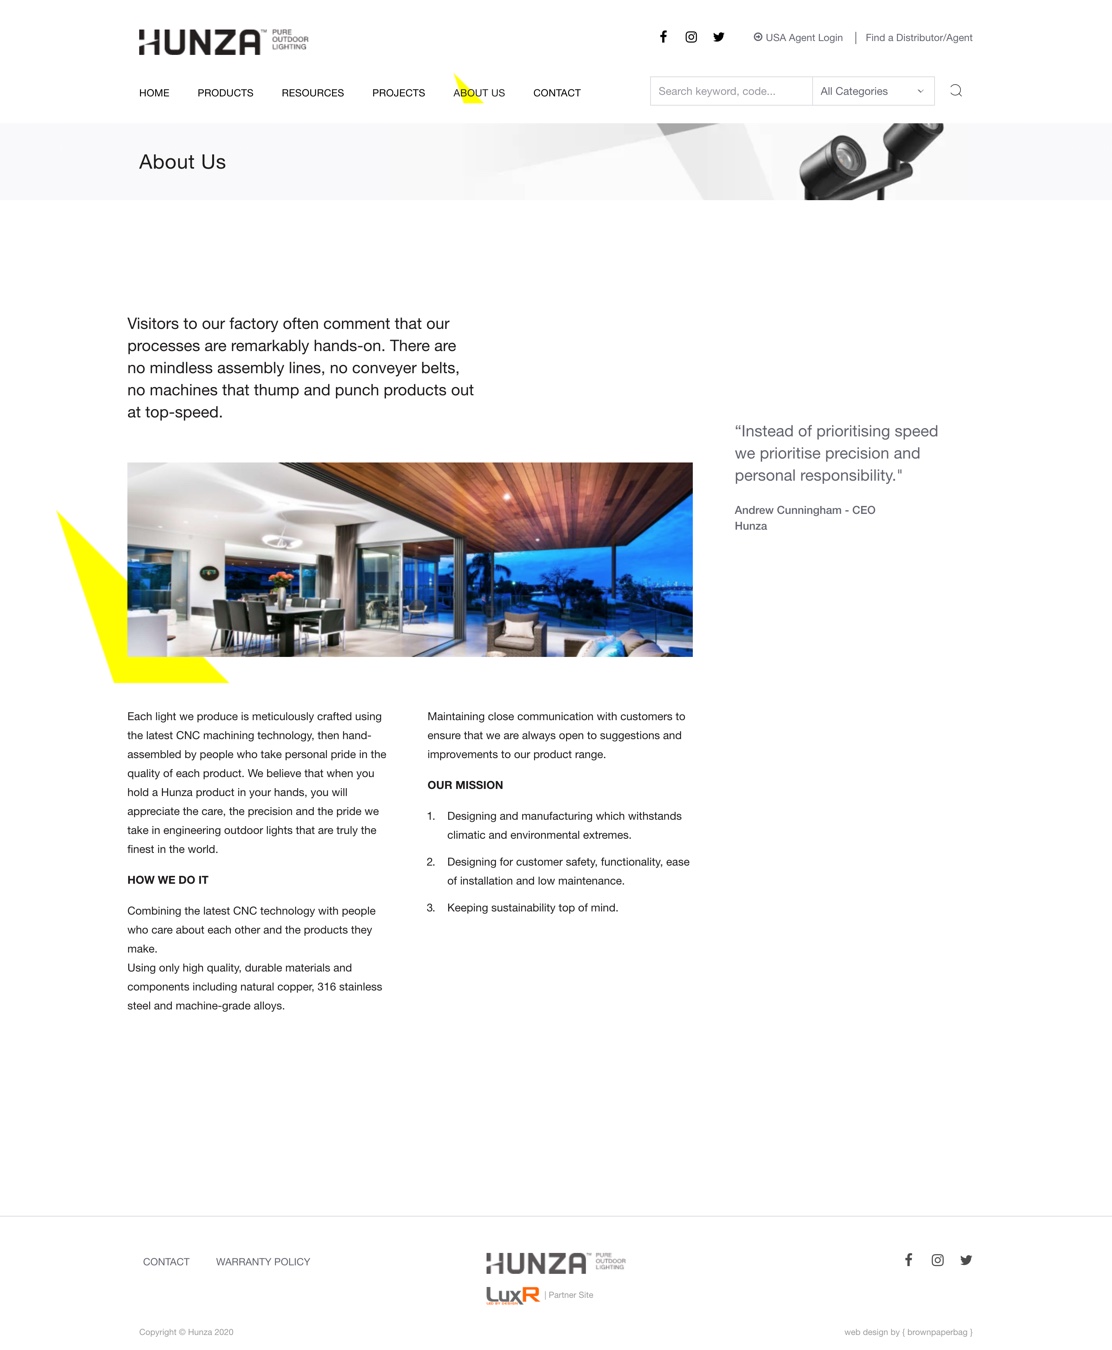 HUNZA™ PURE OUTDOOR LIGHTING
USA Agent Login | Find a Distributor/Agent
HOME PRODUCTS RESOURCES PROJECTS ABOUT US CONTACT
Search keyword, code... All Categories
About Us
Visitors to our factory often comment that our
processes are remarkably hands-on. There are
no mindless assembly lines, no conveyer belts,
no machines that thump and punch products out
at top-speed.
“Instead of prioritising speed
we prioritise precision and
personal responsibility."
Andrew Cunningham - CEO
Hunza
Each light we produce is meticulously crafted using
the latest CNC machining technology, then hand-
assembled by people who take personal pride in the
quality of each product. We believe that when you
hold a Hunza product in your hands, you will
appreciate the care, the precision and the pride we
take in engineering outdoor lights that are truly the
finest in the world.
HOW WE DO IT
Combining the latest CNC technology with people
who care about each other and the products they
make.
Using only high quality, durable materials and
components including natural copper, 316 stainless
steel and machine-grade alloys.
Maintaining close communication with customers to
ensure that we are always open to suggestions and
improvements to our product range.
OUR MISSION
1. Designing and manufacturing which withstands
climatic and environmental extremes.
2. Designing for customer safety, functionality, ease
of installation and low maintenance.
3. Keeping sustainability top of mind.
CONTACT WARRANTY POLICY
HUNZA™ PURE OUTDOOR LIGHTING
LuxR LED BY DESIGN | Partner Site
Copyright © Hunza 2020
web design by { brownpaperbag }